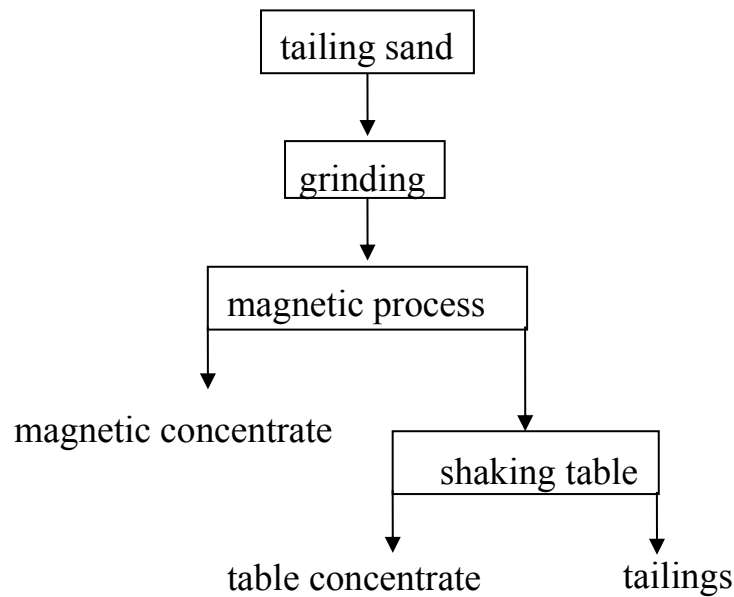 tailing sand
grinding
magnetic process
magnetic concentrate
shaking table
table concentrate
tailings